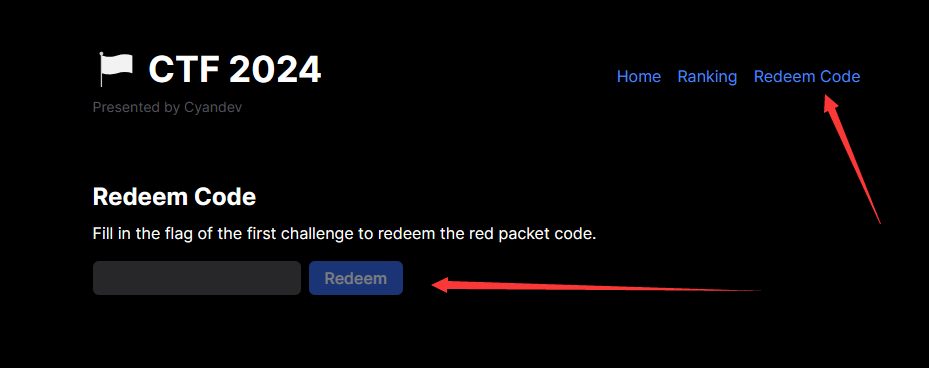 CTF 2024
Home Ranking Redeem Code
Presented by Cyandev
Redeem Code
Fill in the flag of the first challenge to redeem the red packet code.
Redeem